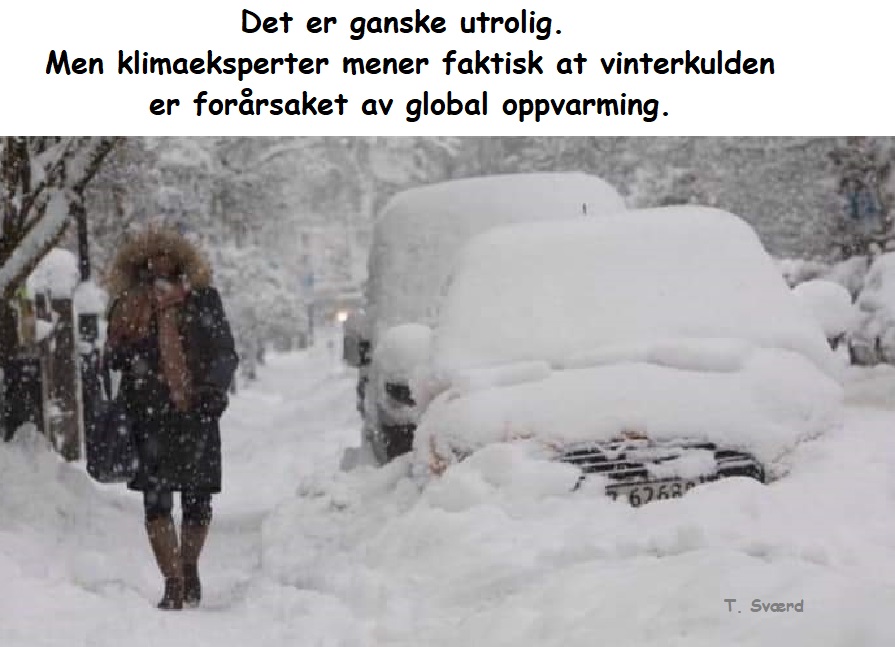 Det er ganske utrolig.
Men klimaeksperter mener faktisk at vinterkulden
er forårsaket av global oppvarming.
T. Sværd